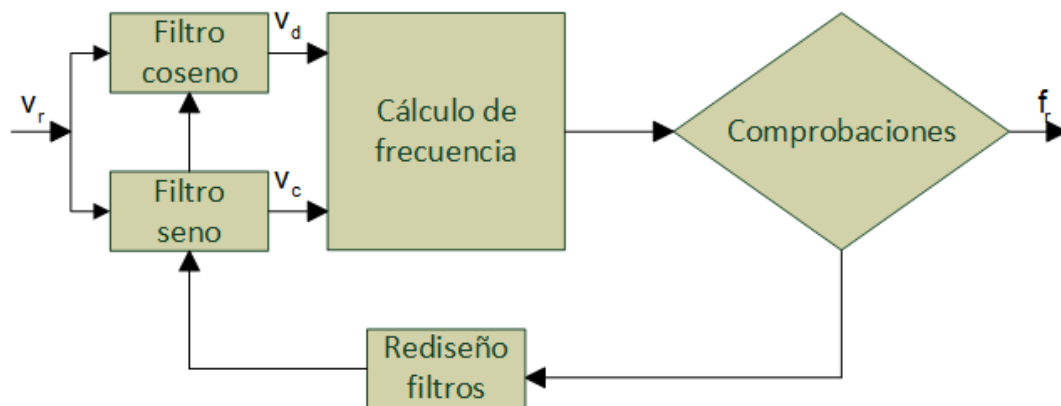 Filtro
coseno
V_d
V_r
Filtro
seno
V_c
Cálculo de
frecuencia
Comprobaciones
f_r
Rediseño
filtros